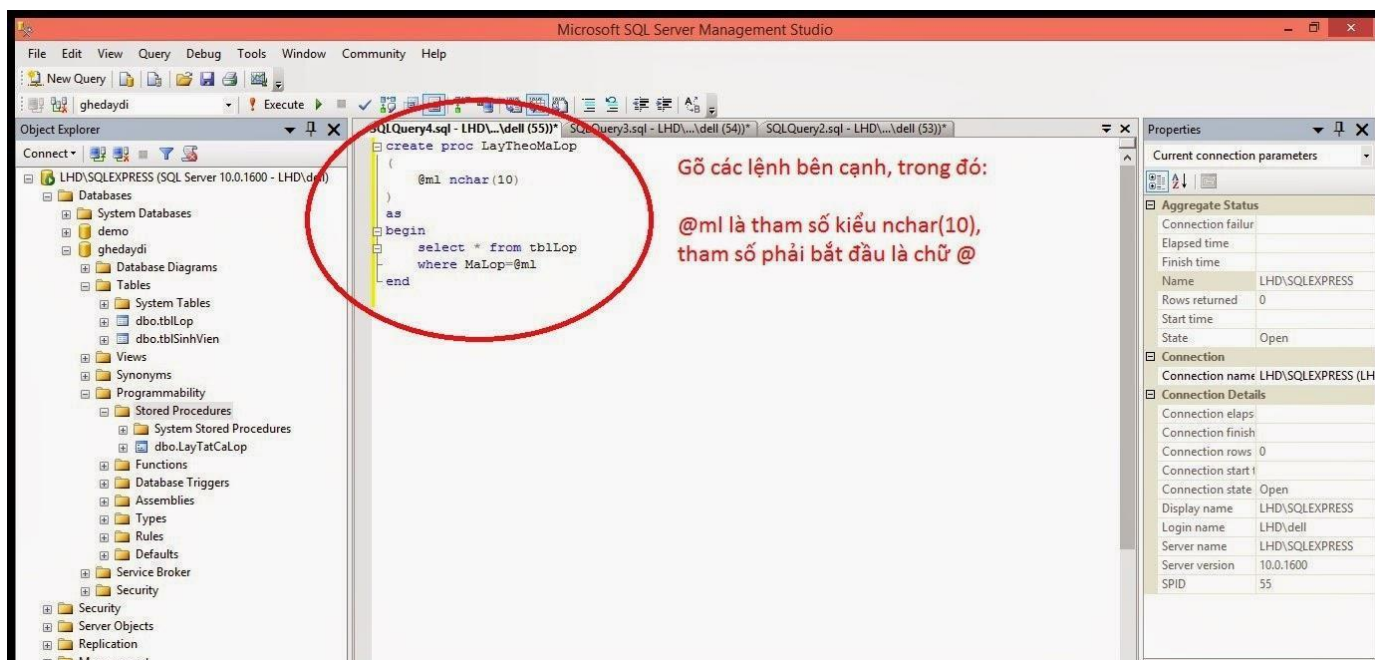 Microsoft SQL Server Management Studio
File Edit View Query Debug Tools Window Community Help
New Query
ghedaydi Execute
Object Explorer
Connect
LHD\SQLEXPRESS (SQL Server 10.0.1600 - LHD\dell)
Databases
System Databases
demo
ghedaydi
Database Diagrams
Tables
System Tables
dbo.tblLop
dbo.tblSinhVien
Views
Synonyms
Programmability
Stored Procedures
System Stored Procedures
dbo.LayTatCaLop
Functions
Database Triggers
Assemblies
Types
Rules
Defaults
Service Broker
Security
Security
Server Objects
Replication
SQLQuery4.sql - LHD\...\dell (55))* SQLQuery3.sql - LHD\...\dell (54))* SQLQuery2.sql - LHD\...\dell (53))*
create proc LayTheoMaLop
(
@ml nchar(10)
)
as
begin
select * from tblLop
where MaLop=@ml
end
Gõ các lệnh bên cạnh, trong đó:
@ml là tham số kiểu nchar(10),
tham số phải bắt đầu là chữ @
Properties
Current connection parameters
Aggregate Status
Connection failur
Elapsed time
Finish time
Name LHD\SQLEXPRESS
Rows returned 0
Start time
State Open
Connection
Connection name LHD\SQLEXPRESS (LH
Connection Details
Connection elaps
Connection finish
Connection rows 0
Connection start t
Connection state Open
Display name LHD\SQLEXPRESS
Login name LHD\dell
Server name LHD\SQLEXPRESS
Server version 10.0.1600
SPID 55